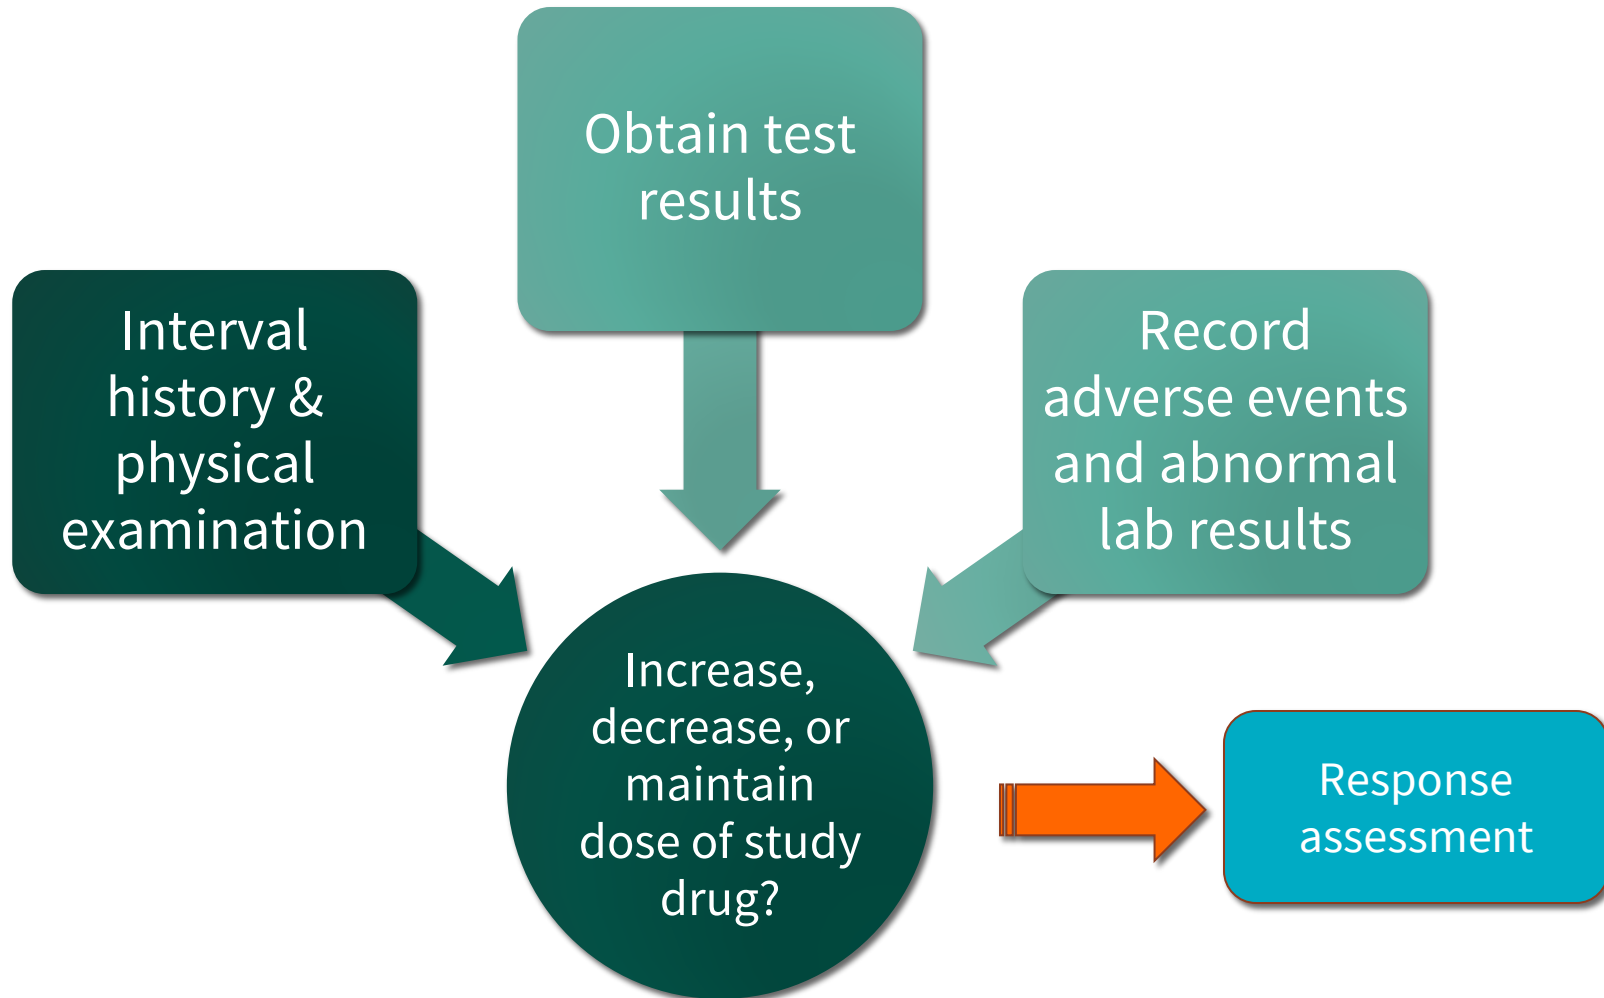 Obtain test
results
Interval
history &
physical
examination
Record
adverse events
and abnormal
lab results
Increase,
decrease, or
maintain
dose of study
drug?
Response
assessment